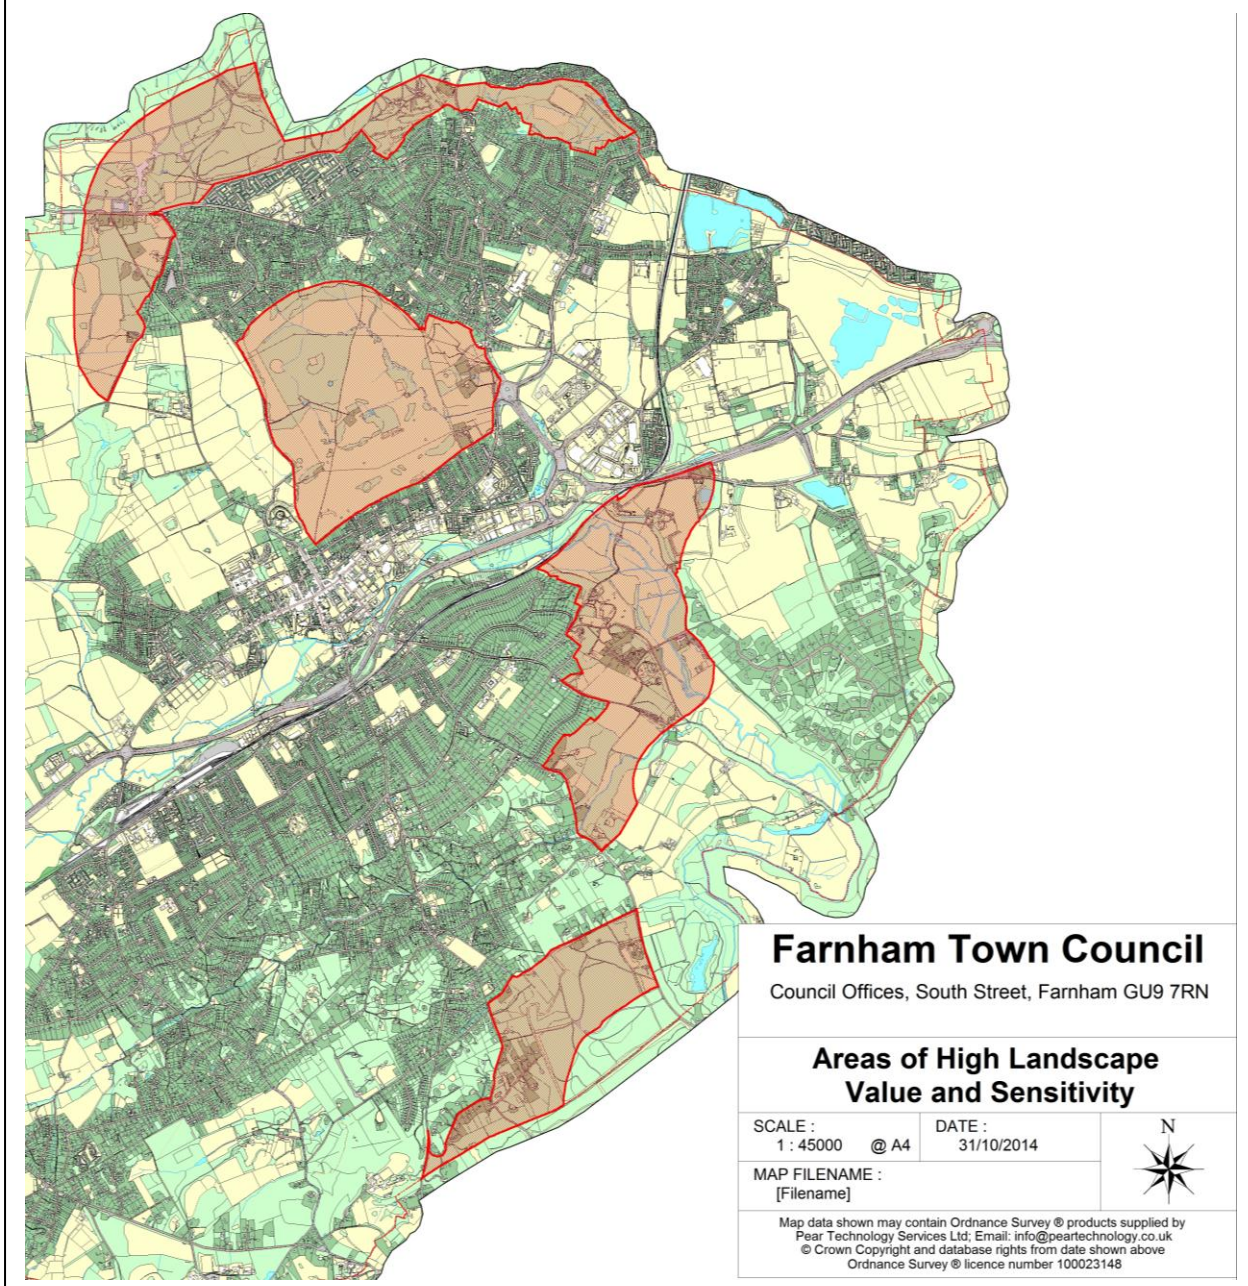 Farnham Town Council
Council Offices, South Street, Farnham GU9 7RN
Areas of High Landscape
Value and Sensitivity
SCALE :
1 : 45000 @ A4
DATE :
31/10/2014
N
MAP FILENAME :
[Filename]
Map data shown may contain Ordnance Survey ® products supplied by
Pear Technology Services Ltd; Email: info@peartechnology.co.uk
© Crown Copyright and database rights from date shown above
Ordnance Survey ® licence number 100023148